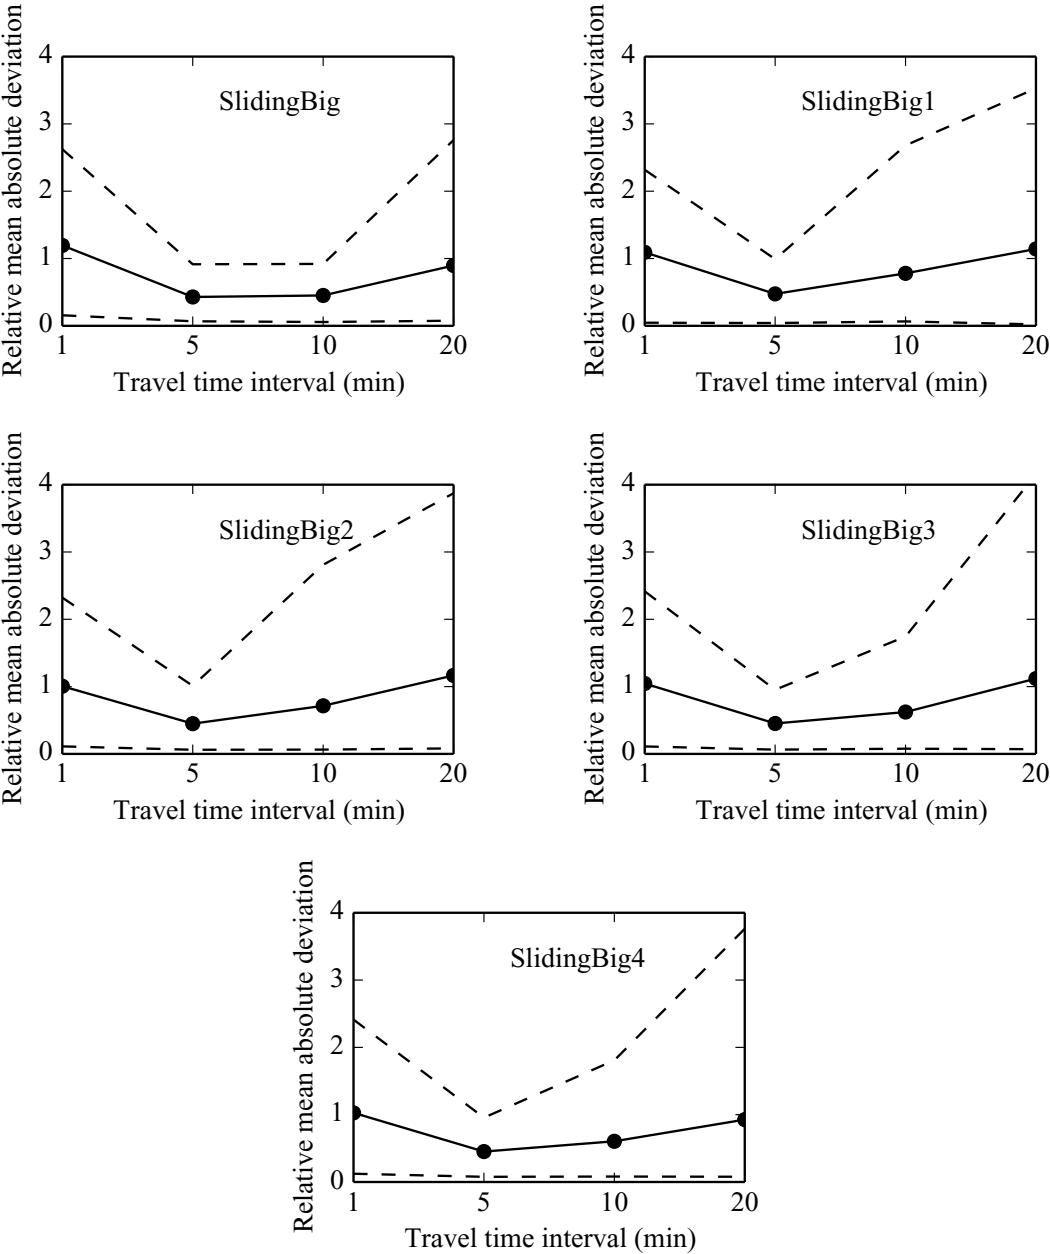 Relative mean absolute deviation
4
3
2
1
0
SlidingBig
1 5 10 20
Travel time interval (min)
Relative mean absolute deviation
4
3
2
1
0
SlidingBig1
1 5 10 20
Travel time interval (min)
Relative mean absolute deviation
4
3
2
1
0
SlidingBig2
1 5 10 20
Travel time interval (min)
Relative mean absolute deviation
4
3
2
1
0
SlidingBig3
1 5 10 20
Travel time interval (min)
Relative mean absolute deviation
4
3
2
1
0
SlidingBig4
1 5 10 20
Travel time interval (min)